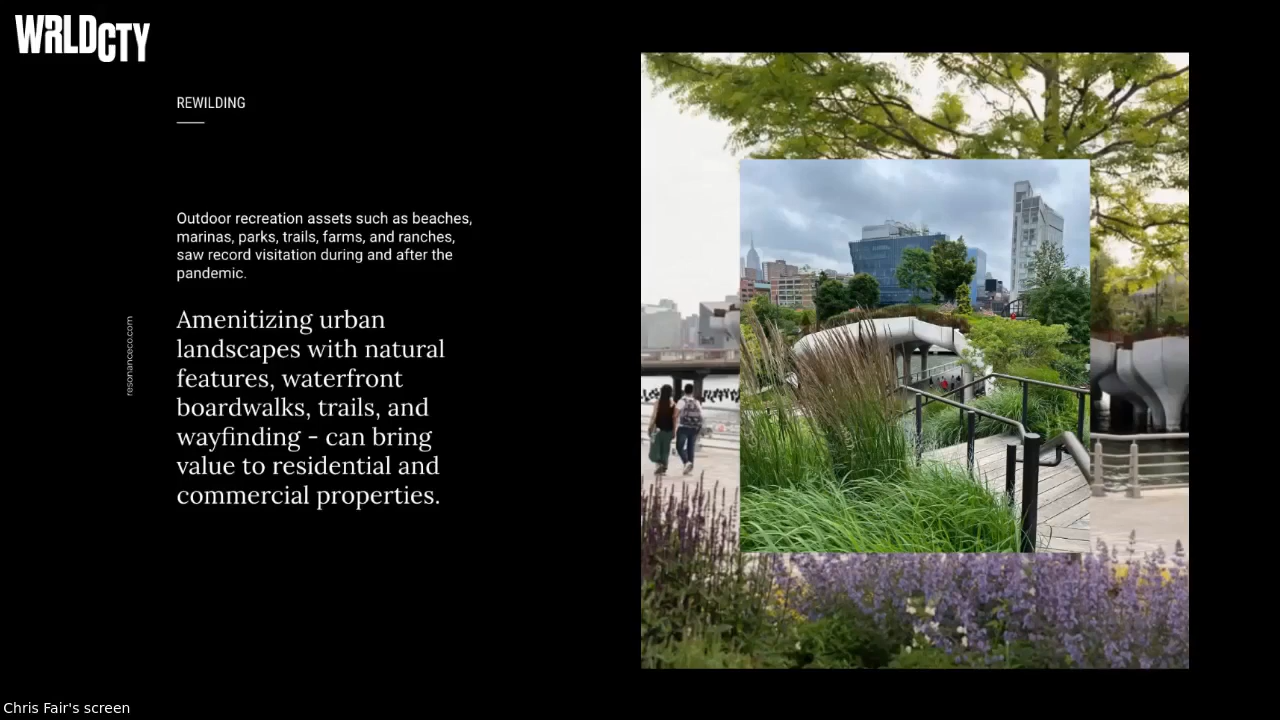 WRLDCTY
REWILDING
Outdoor recreation assets such as beaches,
marinas, parks, trails, farms, and ranches,
saw record visitation during and after the
pandemic.
Amenitizing urban
landscapes with natural
features, waterfront
boardwalks, trails, and
wayfinding - can bring
value to residential and
commercial properties.
resonanceco.com
Chris Fair's screen